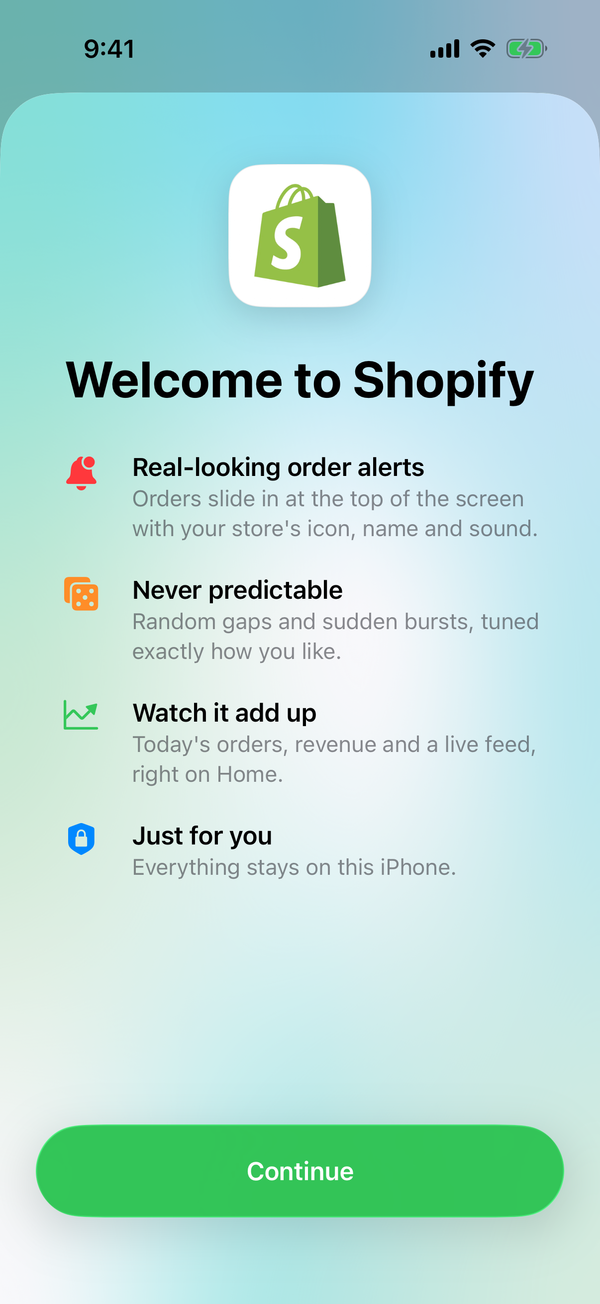 9:41
S
Welcome to Shopify
Real-looking order alerts
Orders slide in at the top of the screen
with your store's icon, name and sound.
Never predictable
Random gaps and sudden bursts, tuned
exactly how you like.
Watch it add up
Today's orders, revenue and a live feed,
right on Home.
Just for you
Everything stays on this iPhone.
Continue